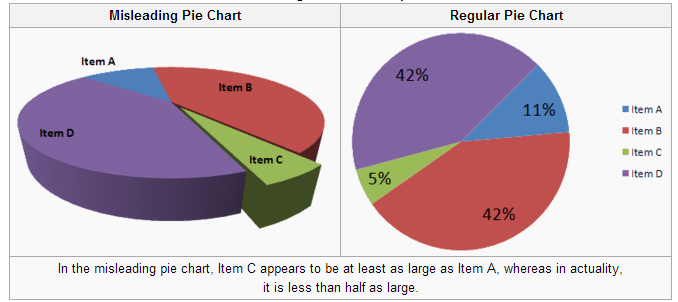 Misleading Pie Chart
Regular Pie Chart
Item A
Item B
Item C
Item D
42%
11%
5%
42%
Item A
Item B
Item C
Item D
In the misleading pie chart, Item C appears to be at least as large as Item A, whereas in actuality,
it is less than half as large.